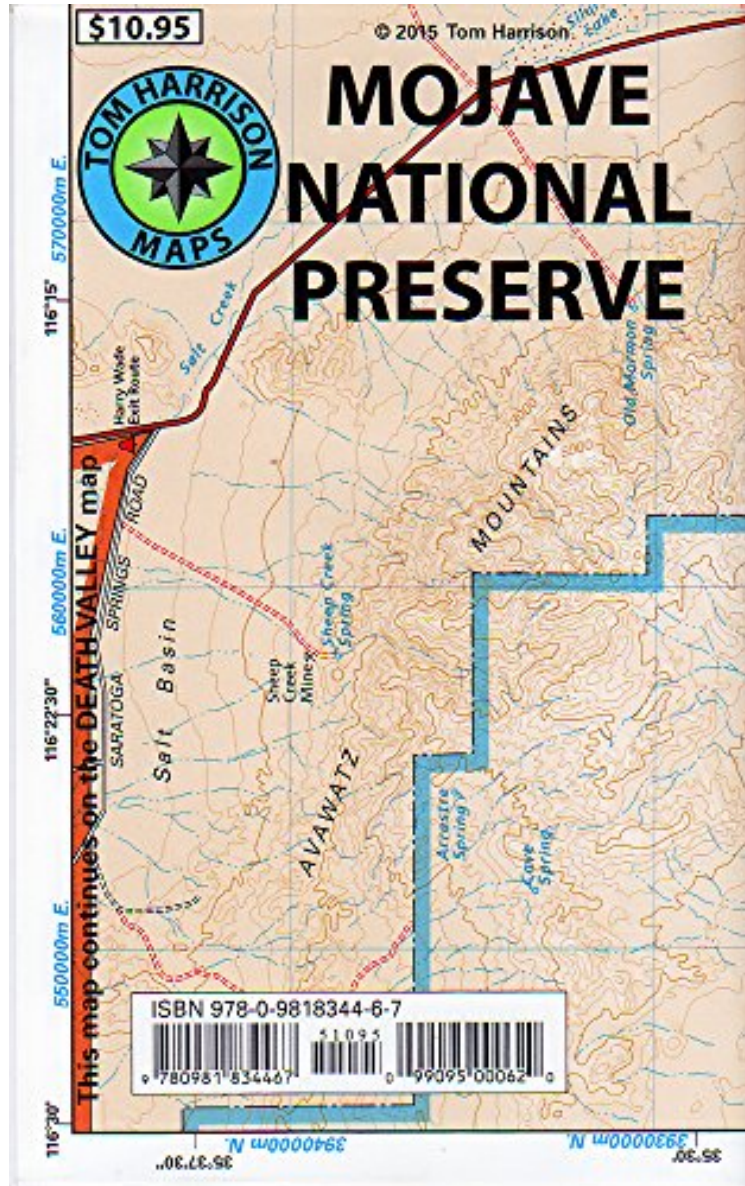 $10.95
© 2015 Tom Harrison
TOM HARRISON
MAPS
MOJAVE
NATIONAL
PRESERVE
Lake
570000m E.
116°15'
Salt Creek
Harry Wade
Exit Route
Old Mormon
Spring
MOUNTAINS
This map continues on the DEATH VALLEY map
SARATOGA SPRINGS ROAD
560000m E.
Sheep Creek
Spring
Sheep
Creek
Mine
Salt Basin
116°22'30"
AVAWATZ
Arrastre
Spring
Cave
Spring
550000m E.
ISBN 978-0-9818344-6-7
51095
9 780981 834467
0 99095 00062 0
116°30'
3940000m N.
3930000m N.
35°37'30"
35°30'